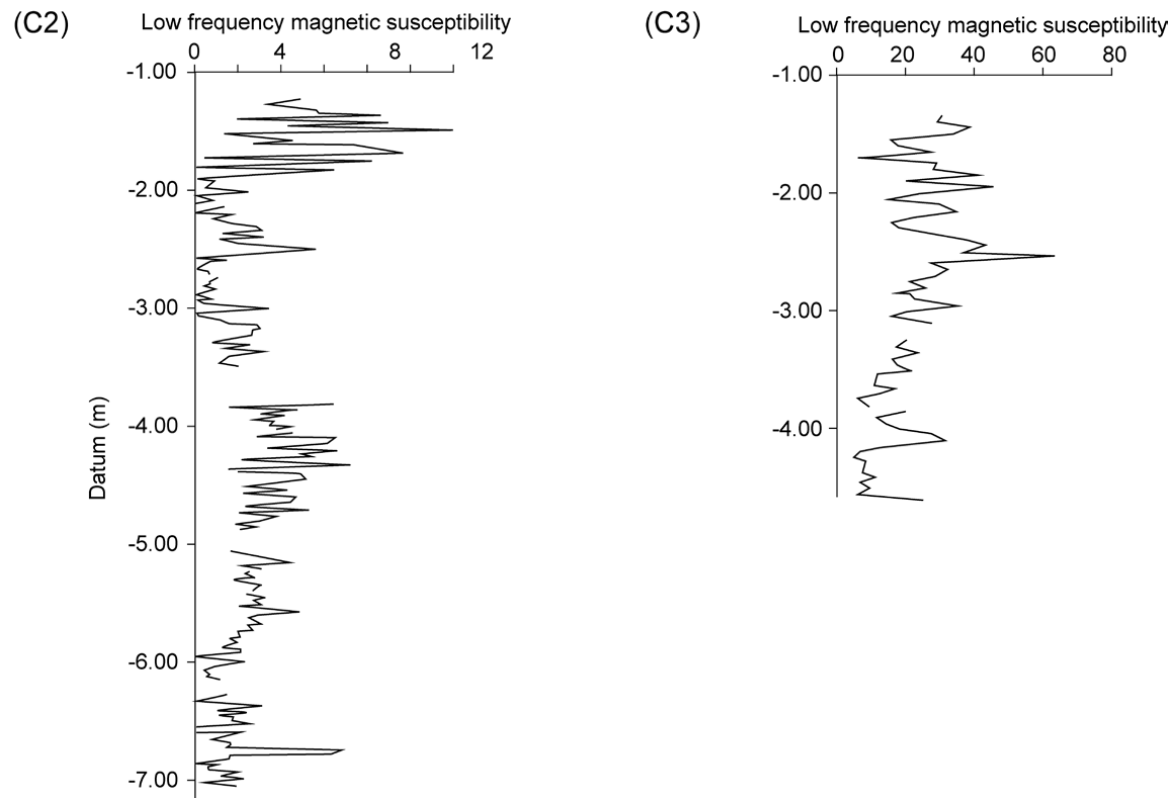 (C2)
Low frequency magnetic susceptibility
0 4 8 12
-1.00
-2.00
-3.00
-4.00
-5.00
-6.00
-7.00
Datum (m)
(C3)
Low frequency magnetic susceptibility
0 20 40 60 80
-1.00
-2.00
-3.00
-4.00